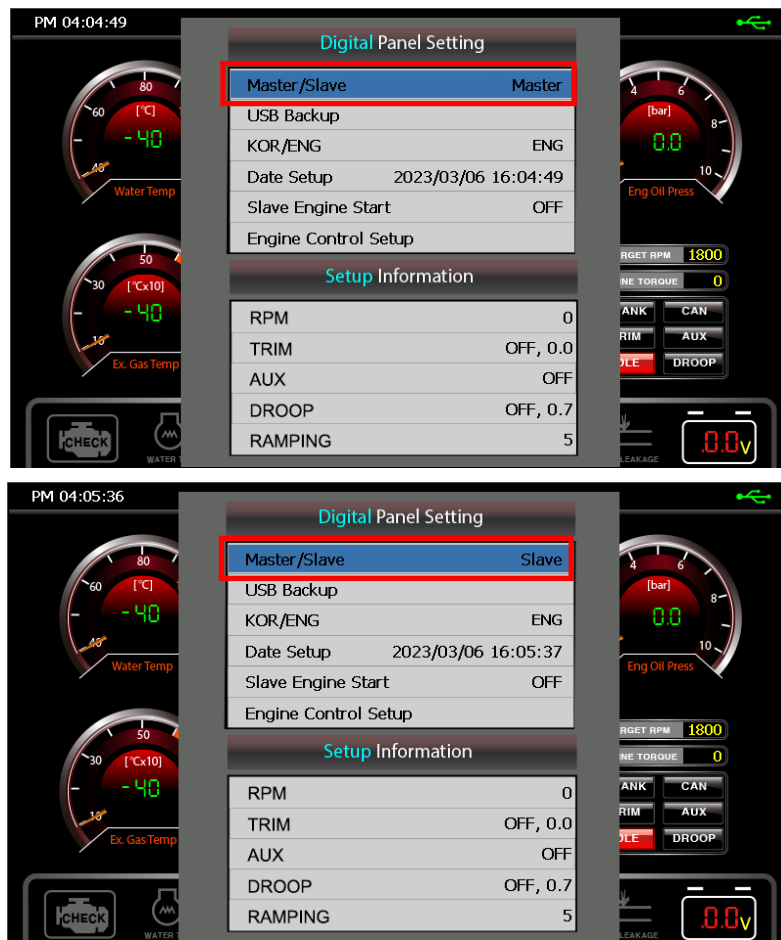 PM 04:04:49
Digital Panel Setting
Master/Slave Master
USB Backup
KOR/ENG ENG
Date Setup 2023/03/06 16:04:49
Slave Engine Start OFF
Engine Control Setup
Setup Information
RPM 0
TRIM OFF, 0.0
AUX OFF
DROOP OFF, 0.7
RAMPING 5
80
60
[℃]
-40
40
Water Temp
50
30
[℃x10]
-40
10
Ex. Gas Temp
4 6
[bar]
8
0.0
10
Eng Oil Press
RGET RPM 1800
NE TORQUE 0
ANK CAN
RIM AUX
DLE DROOP
CHECK
WATER T
LEAKAGE
.0.0V
PM 04:05:36
Digital Panel Setting
Master/Slave Slave
USB Backup
KOR/ENG ENG
Date Setup 2023/03/06 16:05:37
Slave Engine Start OFF
Engine Control Setup
Setup Information
RPM 0
TRIM OFF, 0.0
AUX OFF
DROOP OFF, 0.7
RAMPING 5
80
60
[℃]
-40
40
Water Temp
50
30
[℃x10]
-40
10
Ex. Gas Temp
4 6
[bar]
8
0.0
10
Eng Oil Press
RGET RPM 1800
NE TORQUE 0
ANK CAN
RIM AUX
DLE DROOP
CHECK
WATER T
LEAKAGE
.0.0V